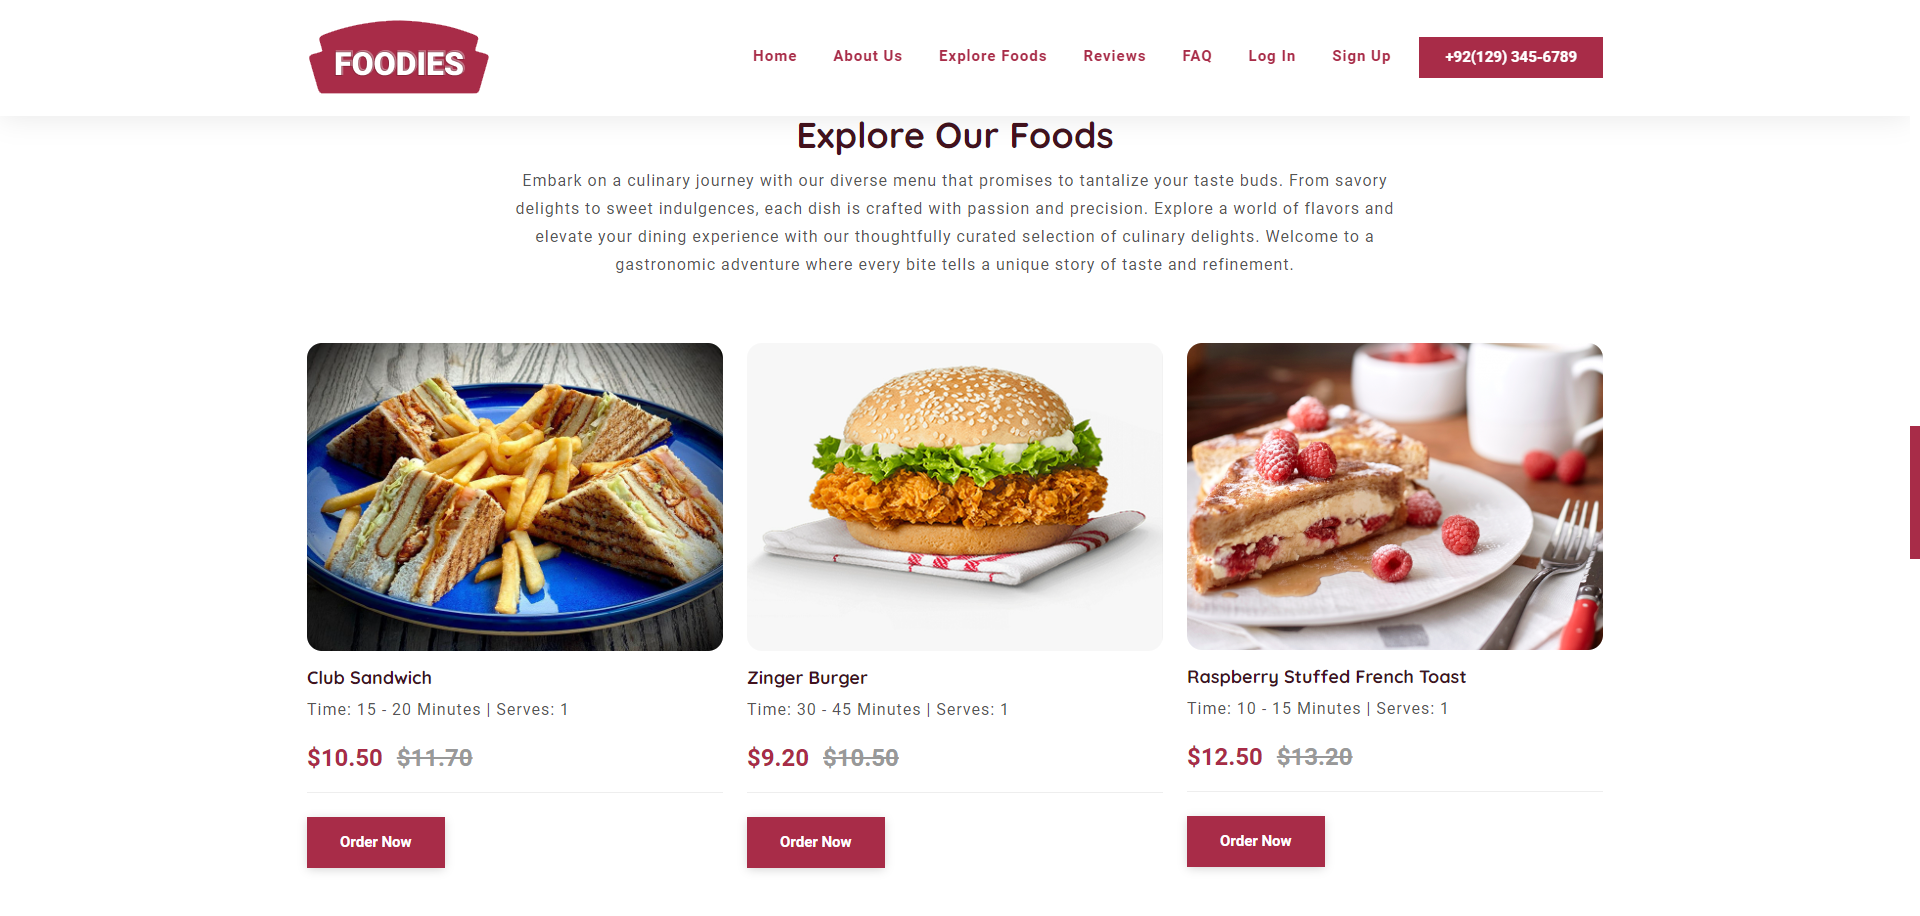 FOODIES
Home About Us Explore Foods Reviews FAQ Log In Sign Up +92(129) 345-6789
Explore Our Foods
Embark on a culinary journey with our diverse menu that promises to tantalize your taste buds. From savory
delights to sweet indulgences, each dish is crafted with passion and precision. Explore a world of flavors and
elevate your dining experience with our thoughtfully curated selection of culinary delights. Welcome to a
gastronomic adventure where every bite tells a unique story of taste and refinement.
Club Sandwich
Time: 15 - 20 Minutes | Serves: 1
$10.50 $11.70
Order Now
Zinger Burger
Time: 30 - 45 Minutes | Serves: 1
$9.20 $10.50
Order Now
Raspberry Stuffed French Toast
Time: 10 - 15 Minutes | Serves: 1
$12.50 $13.20
Order Now